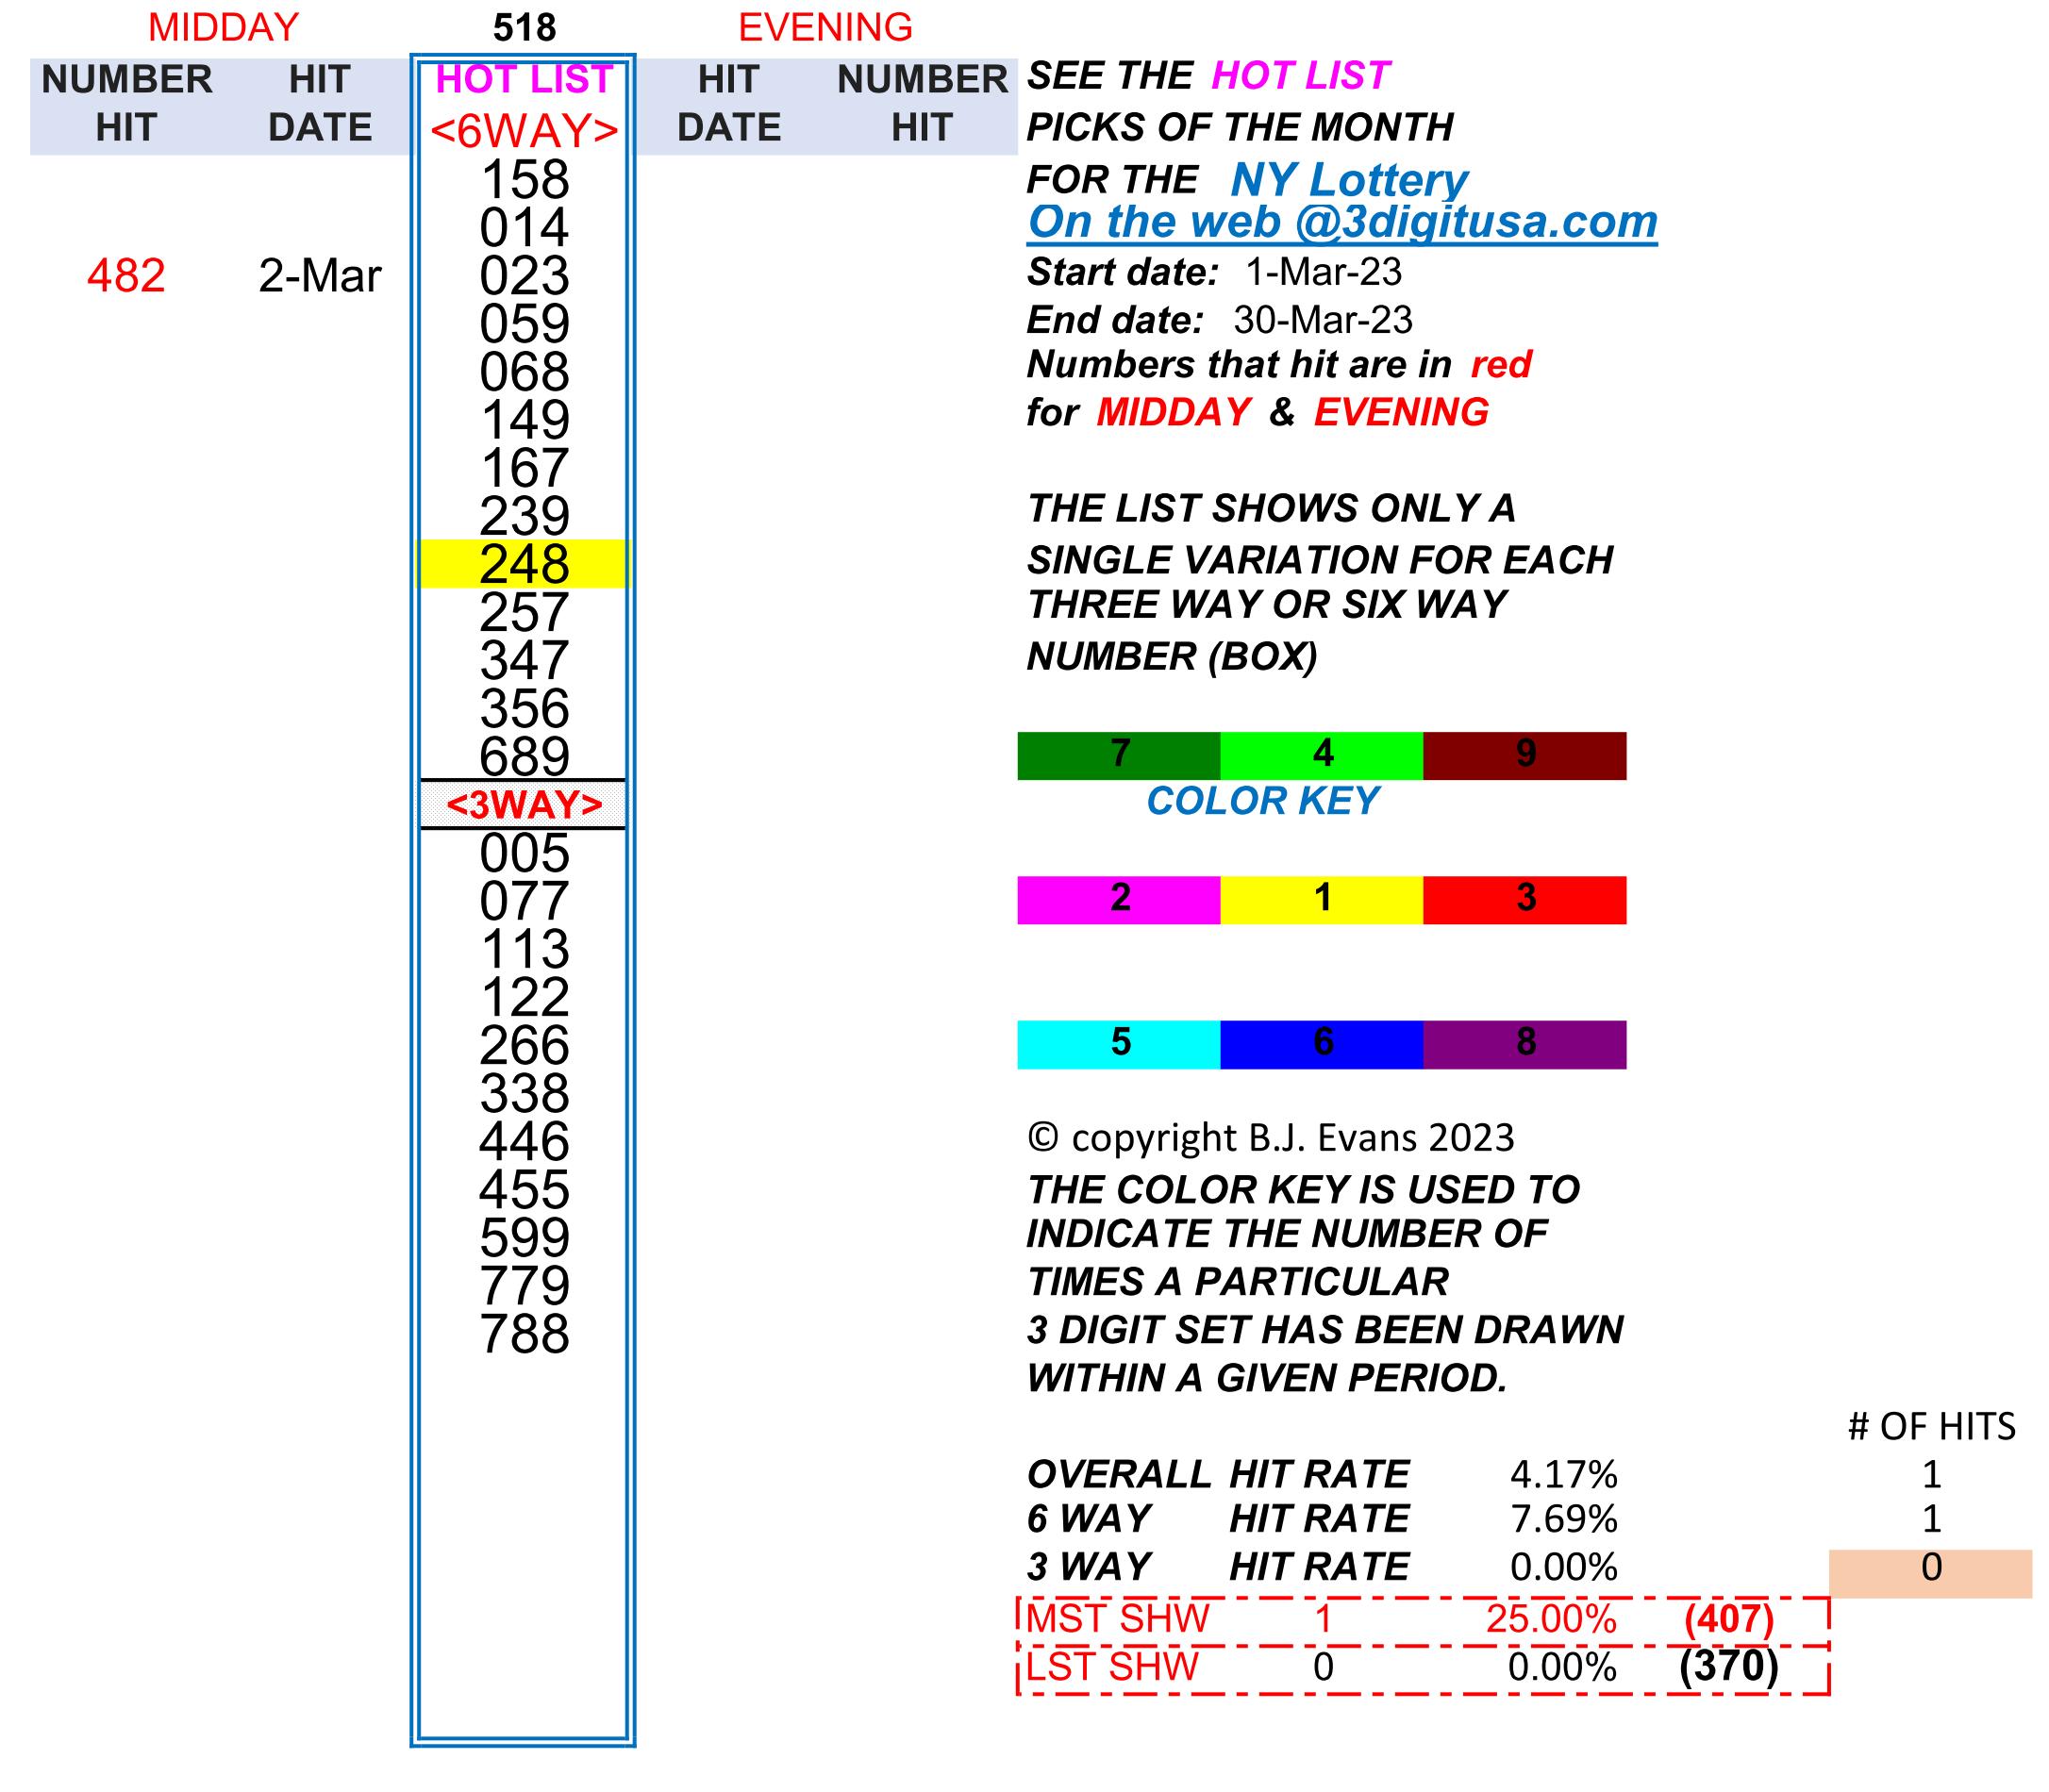 MIDDAY 518 EVENING
NUMBER HIT HOT LIST HIT NUMBER
HIT DATE <6WAY> DATE HIT
158
014
482 2-Mar 023
059
068
149
167
239
248
257
347
356
689
<3WAY>
005
077
113
122
266
338
446
455
599
779
788
SEE THE HOT LIST
PICKS OF THE MONTH
FOR THE NY Lottery
On the web @3digitusa.com
Start date: 1-Mar-23
End date: 30-Mar-23
Numbers that hit are in red
for MIDDAY & EVENING
THE LIST SHOWS ONLY A
SINGLE VARIATION FOR EACH
THREE WAY OR SIX WAY
NUMBER (BOX)
7 4 9
COLOR KEY
2 1 3
5 6 8
© copyright B.J. Evans 2023
THE COLOR KEY IS USED TO
INDICATE THE NUMBER OF
TIMES A PARTICULAR
3 DIGIT SET HAS BEEN DRAWN
WITHIN A GIVEN PERIOD.
# OF HITS
OVERALL HIT RATE 4.17% 1
6 WAY HIT RATE 7.69% 1
3 WAY HIT RATE 0.00% 0
MST SHW 1 25.00% (407)
LST SHW 0 0.00% (370)